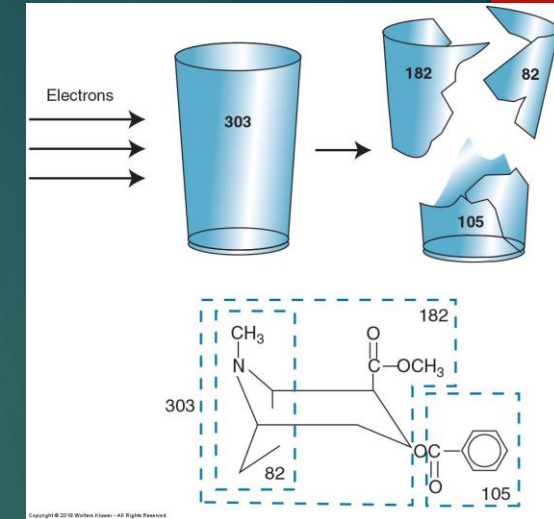 Electrons
303
182
82
105
182
CH₃
O
N
C—OCH₃
303
OC
82
O
105
Copyright © 2018 Wolters Kluwer - All Rights Reserved